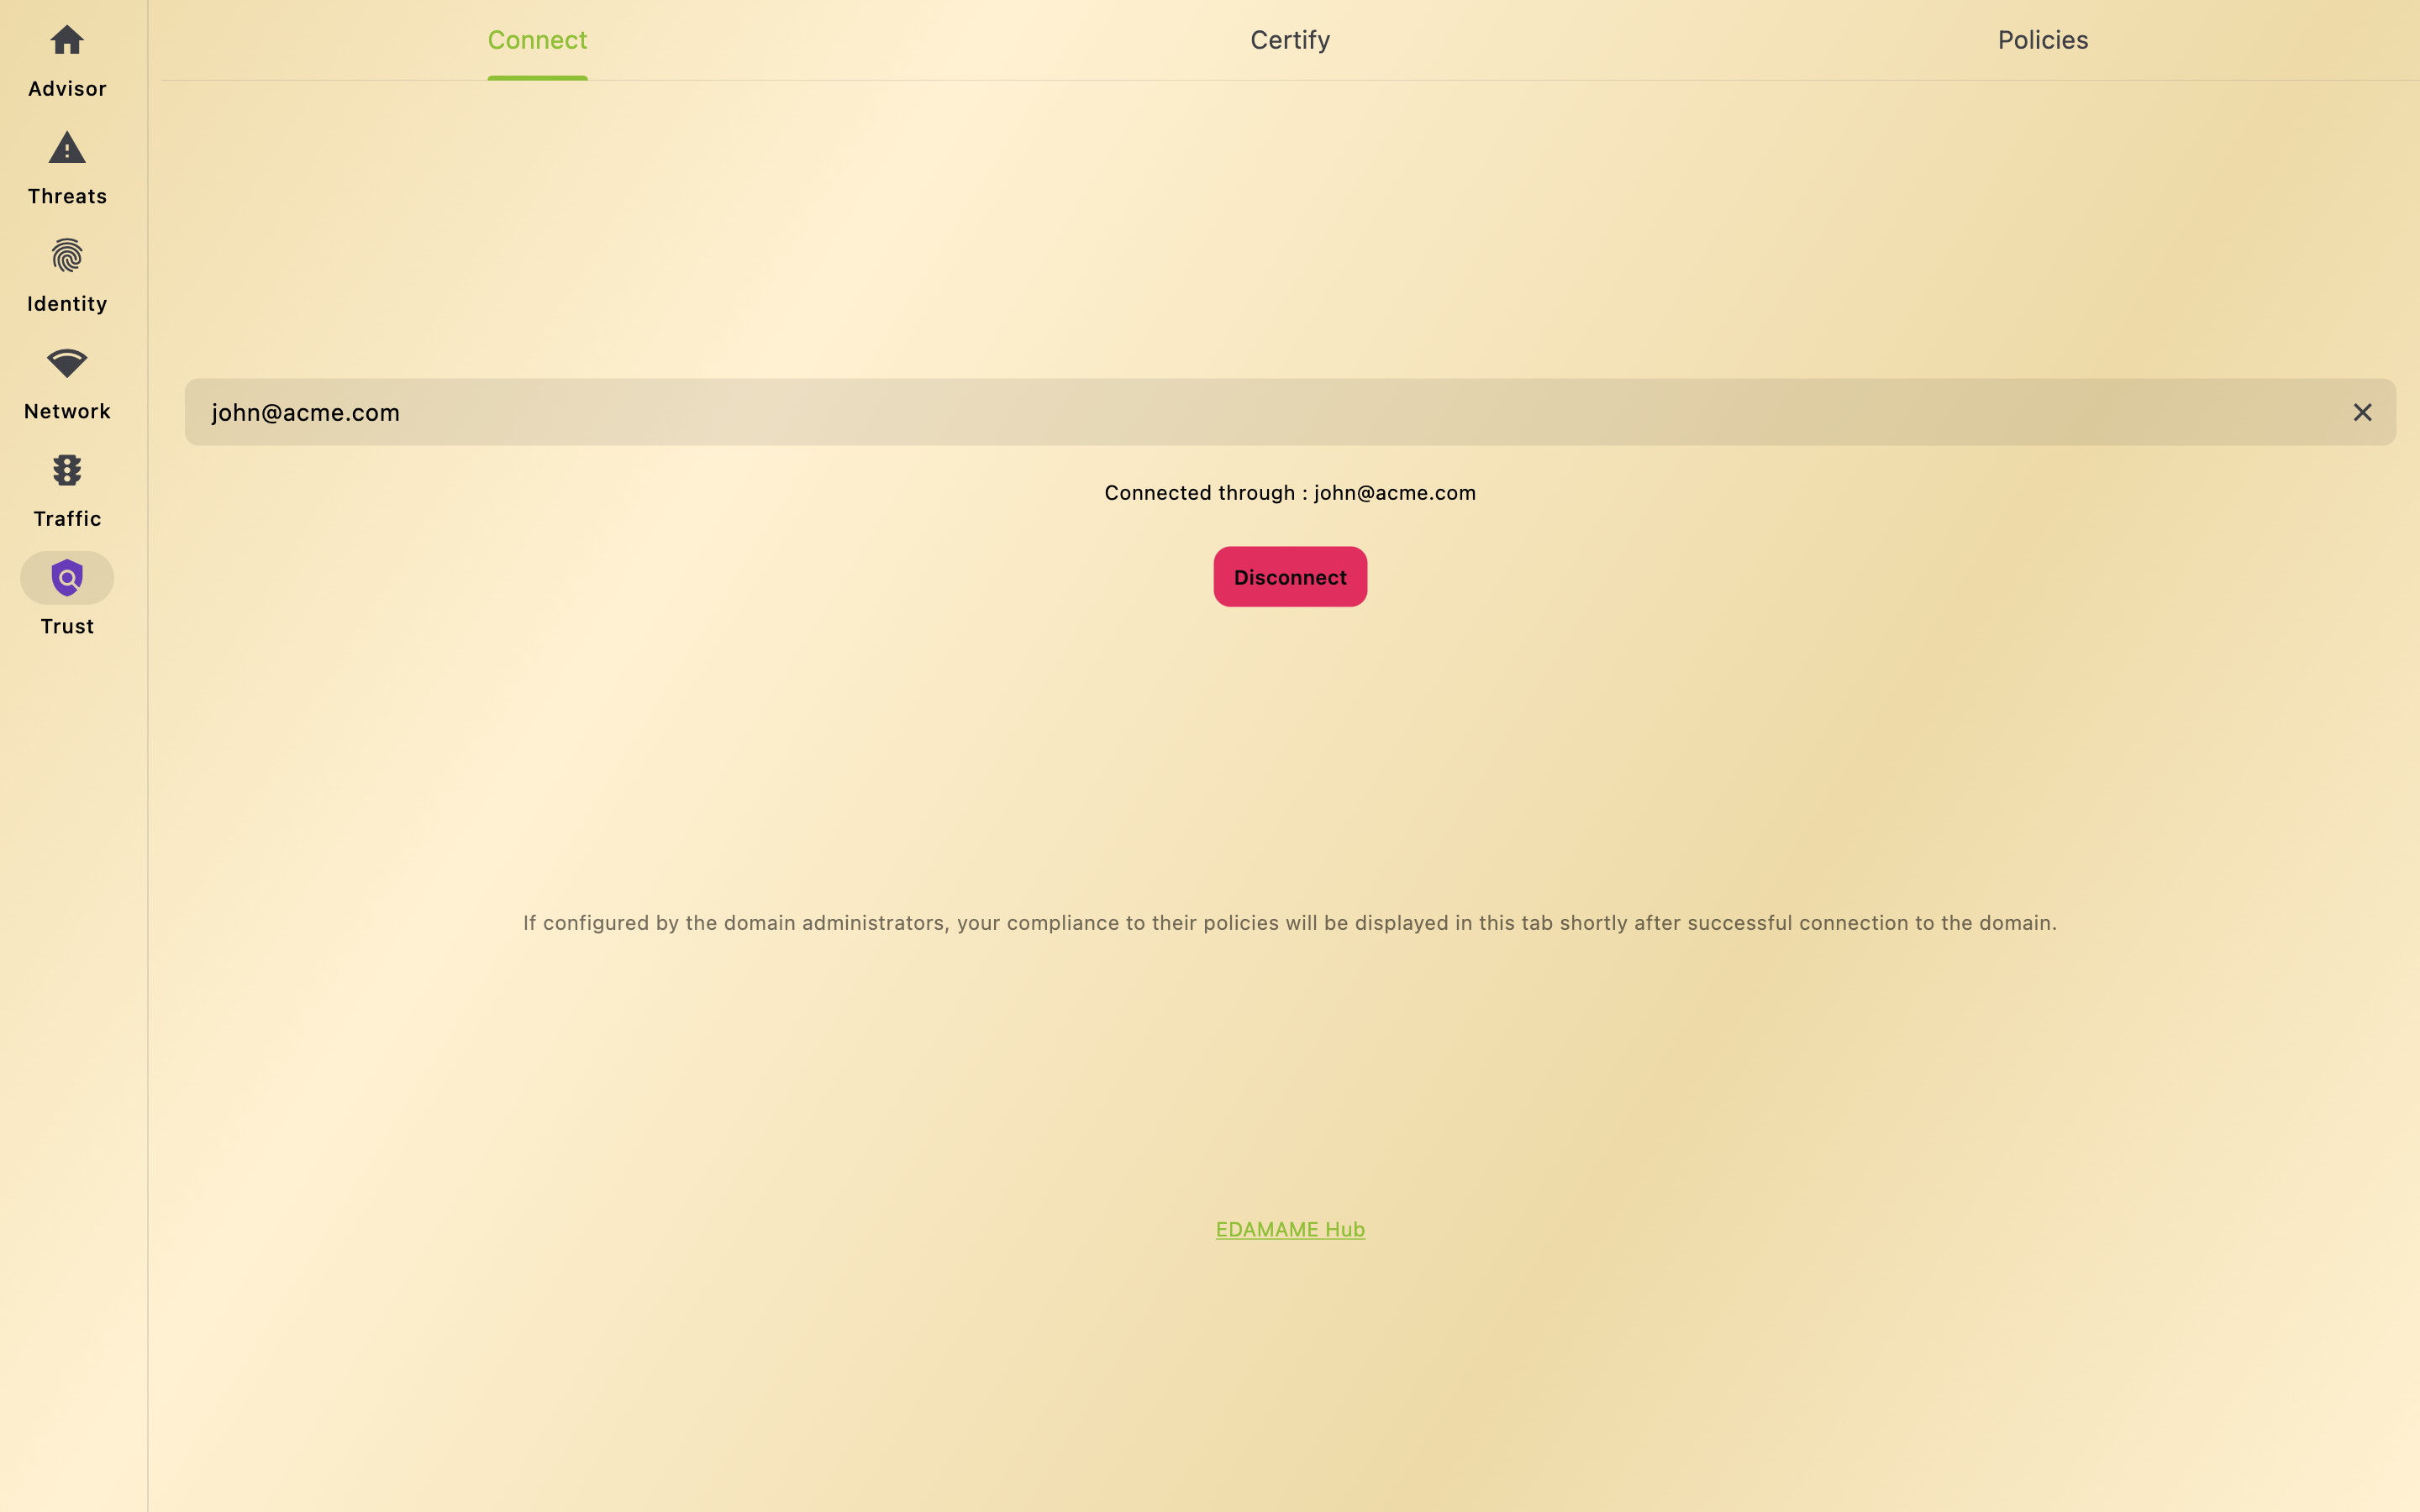 Connect
Certify
Policies
Advisor
Threats
Identity
Network
Traffic
Trust
john@acme.com
Connected through : john@acme.com
Disconnect
If configured by the domain administrators, your compliance to their policies will be displayed in this tab shortly after successful connection to the domain.
EDAMAME Hub